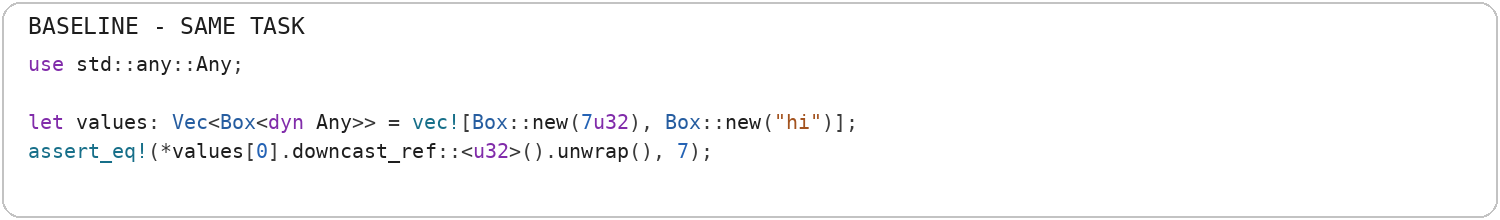 BASELINE - SAME TASK
use std::any::Any;
let values: Vec<Box<dyn Any>> = vec![Box::new(7u32), Box::new("hi")];
assert_eq!(*values[0].downcast_ref::<u32>().unwrap(), 7);